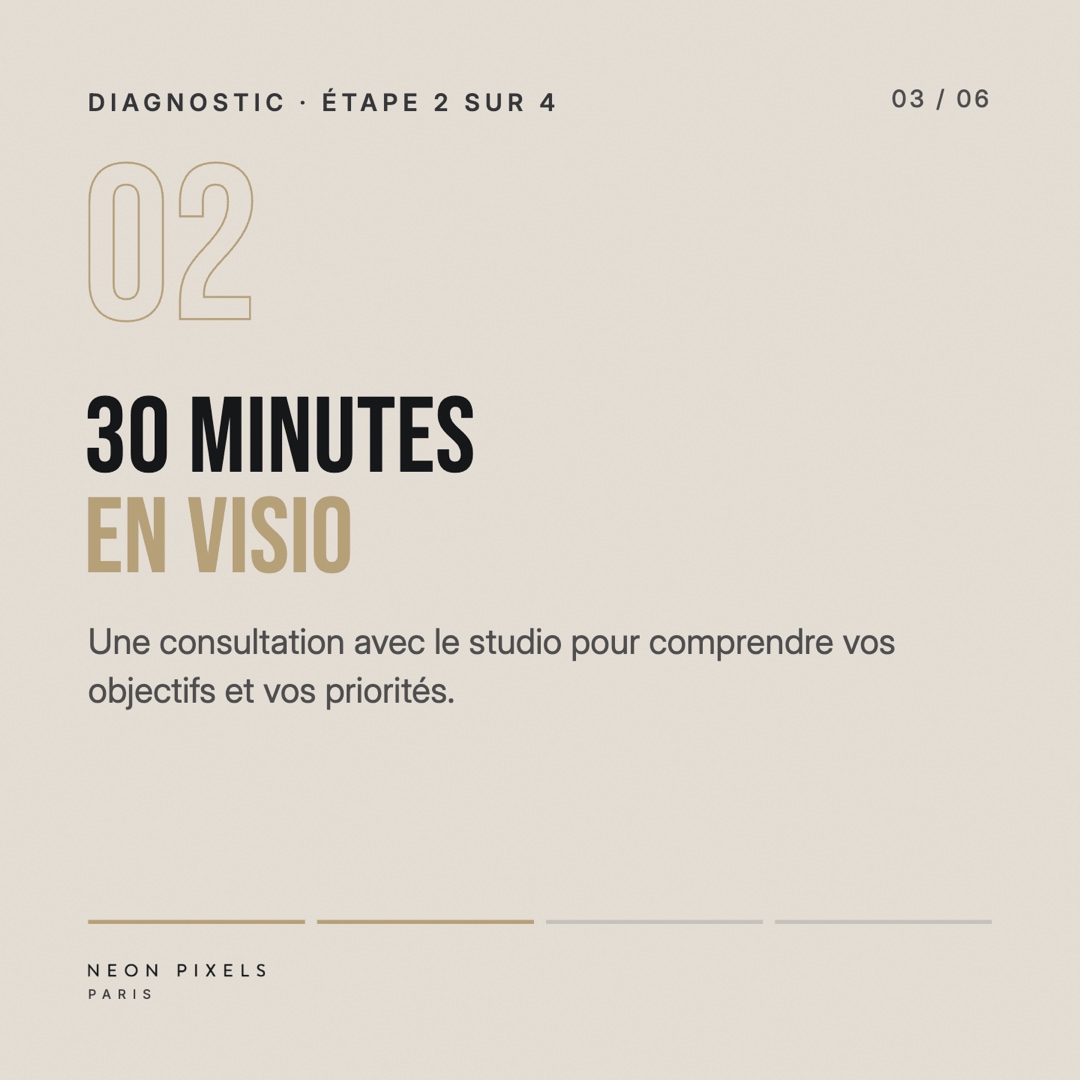 DIAGNOSTIC · ÉTAPE 2 SUR 4
03 / 06
02
30 MINUTES
EN VISIO
Une consultation avec le studio pour comprendre vos
objectifs et vos priorités.
NEON PIXELS
PARIS